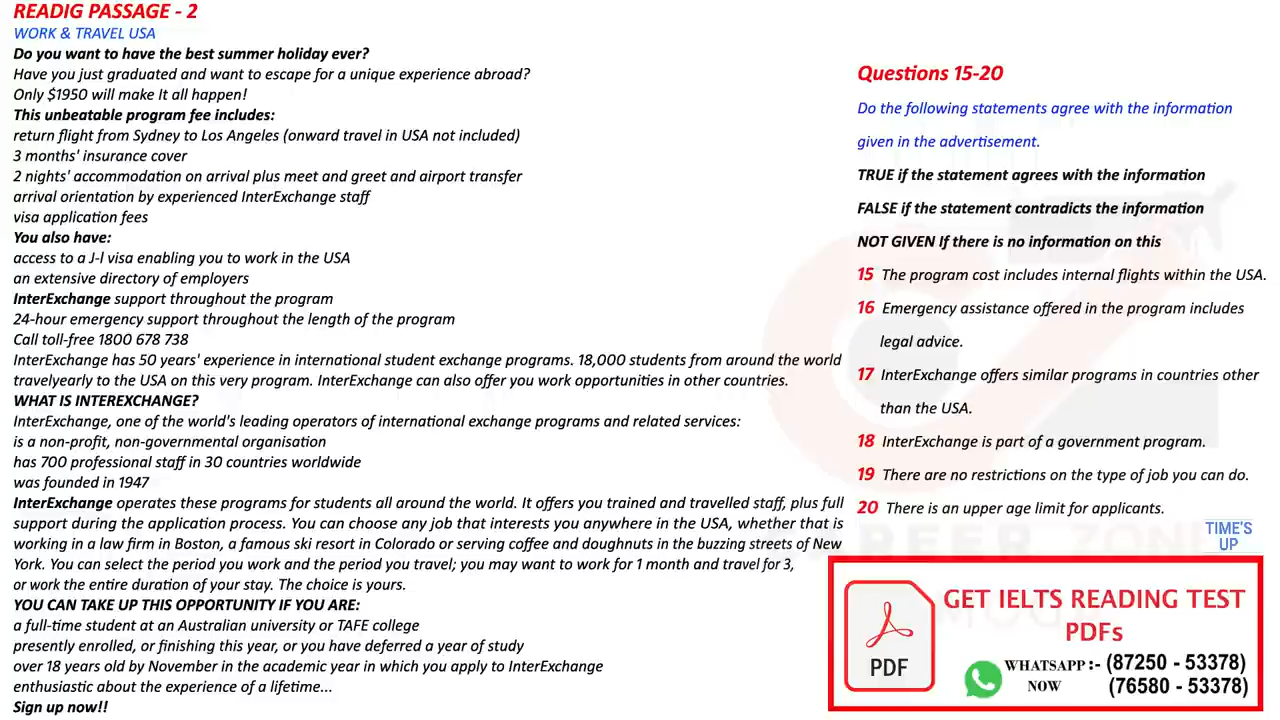 READIG PASSAGE - 2
WORK & TRAVEL USA
Do you want to have the best summer holiday ever?
Have you just graduated and want to escape for a unique experience abroad?
Only $1950 will make It all happen!
This unbeatable program fee includes:
return flight from Sydney to Los Angeles (onward travel in USA not included)
3 months' insurance cover
2 nights' accommodation on arrival plus meet and greet and airport transfer
arrival orientation by experienced InterExchange staff
visa application fees
You also have:
access to a J-l visa enabling you to work in the USA
an extensive directory of employers
InterExchange support throughout the program
24-hour emergency support throughout the length of the program
Call toll-free 1800 678 738
InterExchange has 50 years' experience in international student exchange programs. 18,000 students from around the world
travelyearly to the USA on this very program. InterExchange can also offer you work opportunities in other countries.
WHAT IS INTEREXCHANGE?
InterExchange, one of the world's leading operators of international exchange programs and related services:
is a non-profit, non-governmental organisation
has 700 professional staff in 30 countries worldwide
was founded in 1947
InterExchange operates these programs for students all around the world. It offers you trained and travelled staff, plus full
support during the application process. You can choose any job that interests you anywhere in the USA, whether that is
working in a law firm in Boston, a famous ski resort in Colorado or serving coffee and doughnuts in the buzzing streets of New
York. You can select the period you work and the period you travel; you may want to work for 1 month and travel for 3,
or work the entire duration of your stay. The choice is yours.
YOU CAN TAKE UP THIS OPPORTUNITY IF YOU ARE:
a full-time student at an Australian university or TAFE college
presently enrolled, or finishing this year, or you have deferred a year of study
over 18 years old by November in the academic year in which you apply to InterExchange
enthusiastic about the experience of a lifetime...
Sign up now!!
Questions 15-20
Do the following statements agree with the information
given in the advertisement.
TRUE if the statement agrees with the information
FALSE if the statement contradicts the information
NOT GIVEN If there is no information on this
15 The program cost includes internal flights within the USA.
16 Emergency assistance offered in the program includes
legal advice.
17 InterExchange offers similar programs in countries other
than the USA.
18 InterExchange is part of a government program.
19 There are no restrictions on the type of job you can do.
20 There is an upper age limit for applicants.
TIME'S
UP
GET IELTS READING TEST
PDFs
PDF
WHATSAPP :- (87250 - 53378)
NOW (76580 - 53378)